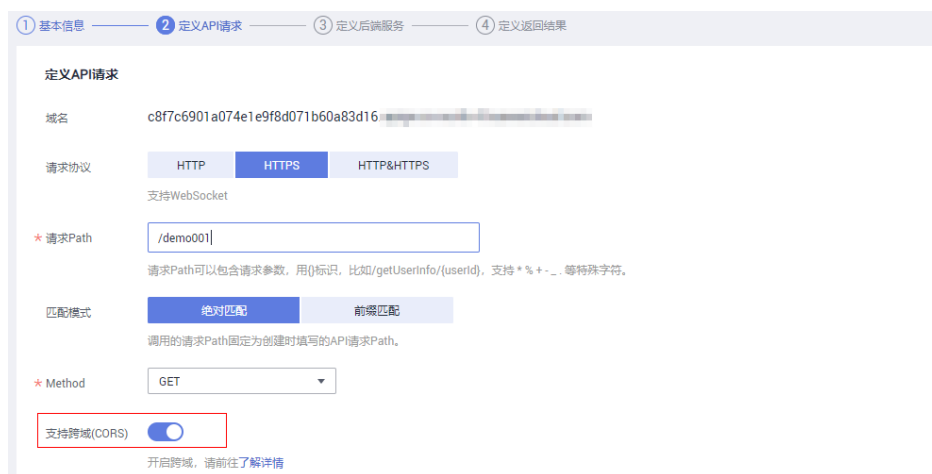 1 基本信息 2 定义API请求 3 定义后端服务 4 定义返回结果
定义API请求
域名 c8f7c6901a074e1e9f8d071b60a83d16.
请求协议 HTTP HTTPS HTTP&HTTPS
支持WebSocket
* 请求Path /demo001
请求Path可以包含请求参数，用{}标识，比如/getUserInfo/{userId}，支持 * % + - _ . 等特殊字符。
匹配模式 绝对匹配 前缀匹配
调用的请求Path固定为创建时填写的API请求Path。
* Method GET
支持跨域(CORS)
开启跨域，请前往了解详情